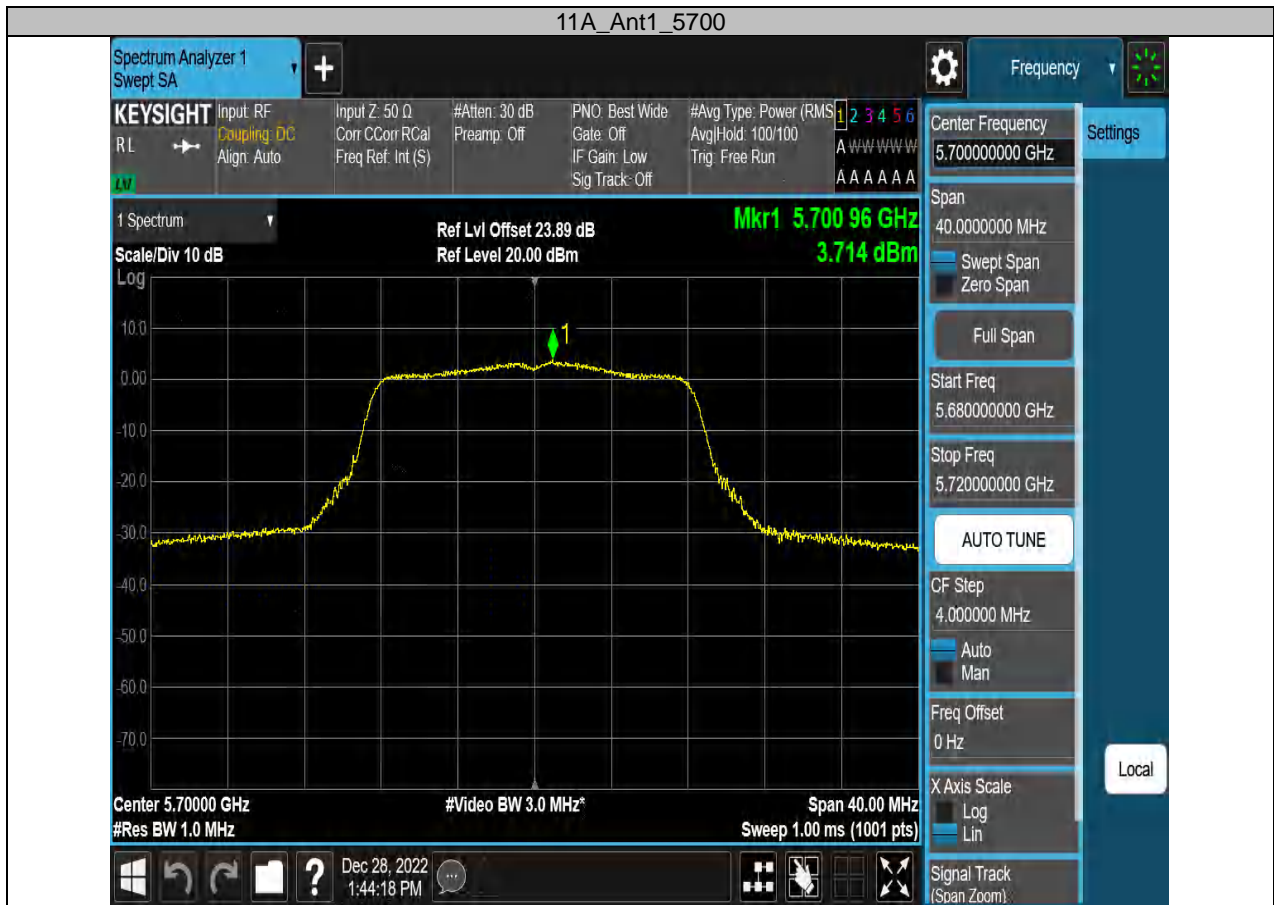 11A_Ant1_5700
Spectrum Analyzer 1
Swept SA
Frequency
KEYSIGHT
RL
LNI
Input: RF
Coupling: DC
Align: Auto
Input Z: 50 Ω
Corr CCorr RCal
Freq Ref: Int (S)
#Atten: 30 dB
Preamp: Off
PNO: Best Wide
Gate: Off
IF Gain: Low
Sig Track: Off
#Avg Type: Power (RMS
Avg|Hold: 100/100
Trig: Free Run
1 2 3 4 5 6
A W W W W W
A A A A A A
1 Spectrum
Scale/Div 10 dB
Ref Lvl Offset 23.89 dB
Ref Level 20.00 dBm
Mkr1 5.700 96 GHz
3.714 dBm
Log
10.0
0.00
-10.0
-20.0
-30.0
-40.0
-50.0
-60.0
-70.0
1
Center 5.70000 GHz
#Res BW 1.0 MHz
#Video BW 3.0 MHz*
Span 40.00 MHz
Sweep 1.00 ms (1001 pts)
Center Frequency
5.700000000 GHz
Settings
Span
40.0000000 MHz
Swept Span
Zero Span
Full Span
Start Freq
5.680000000 GHz
Stop Freq
5.720000000 GHz
AUTO TUNE
CF Step
4.000000 MHz
Auto
Man
Freq Offset
0 Hz
X Axis Scale
Log
Lin
Local
Signal Track
(Span Zoom)
?
Dec 28, 2022
1:44:18 PM